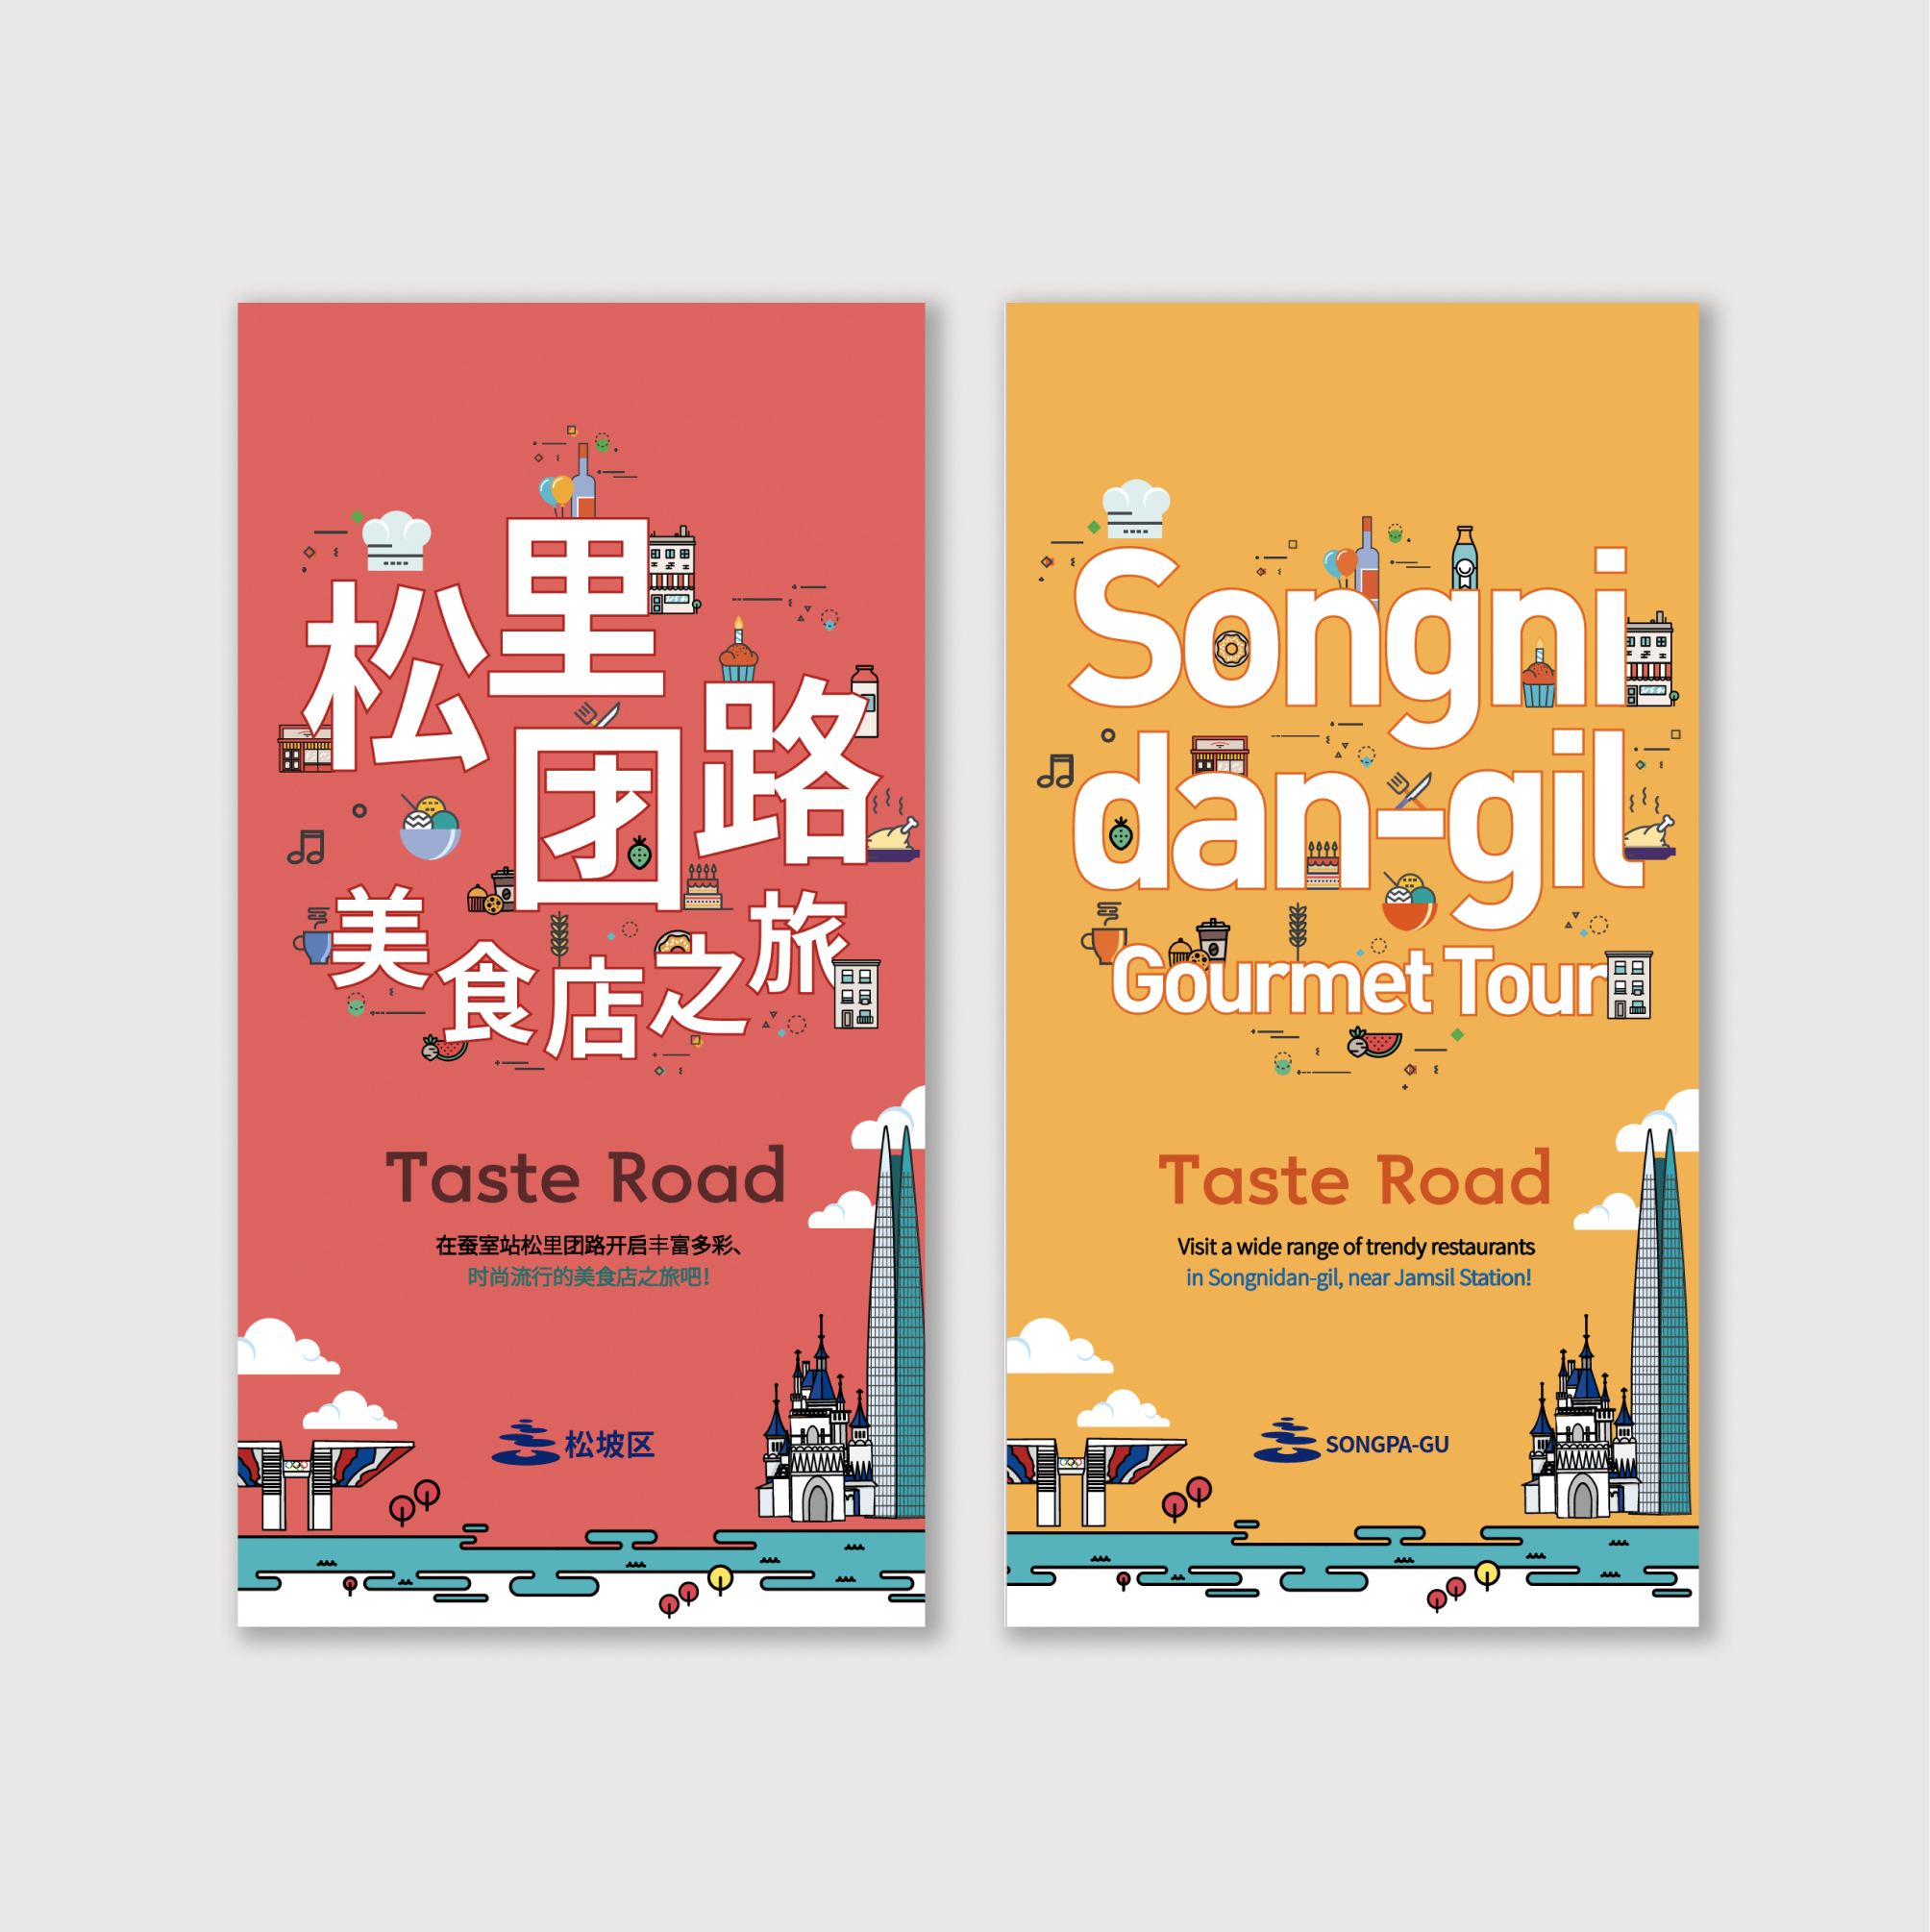 松里
团路
美食店之旅
Taste Road
在蚕室站松里团路开启丰富多彩、
时尚流行的美食店之旅吧!
松坡区
Songni
dan-gil
Gourmet Tour
Taste Road
Visit a wide range of trendy restaurants
in Songnidan-gil, near Jamsil Station!
SONGPA-GU